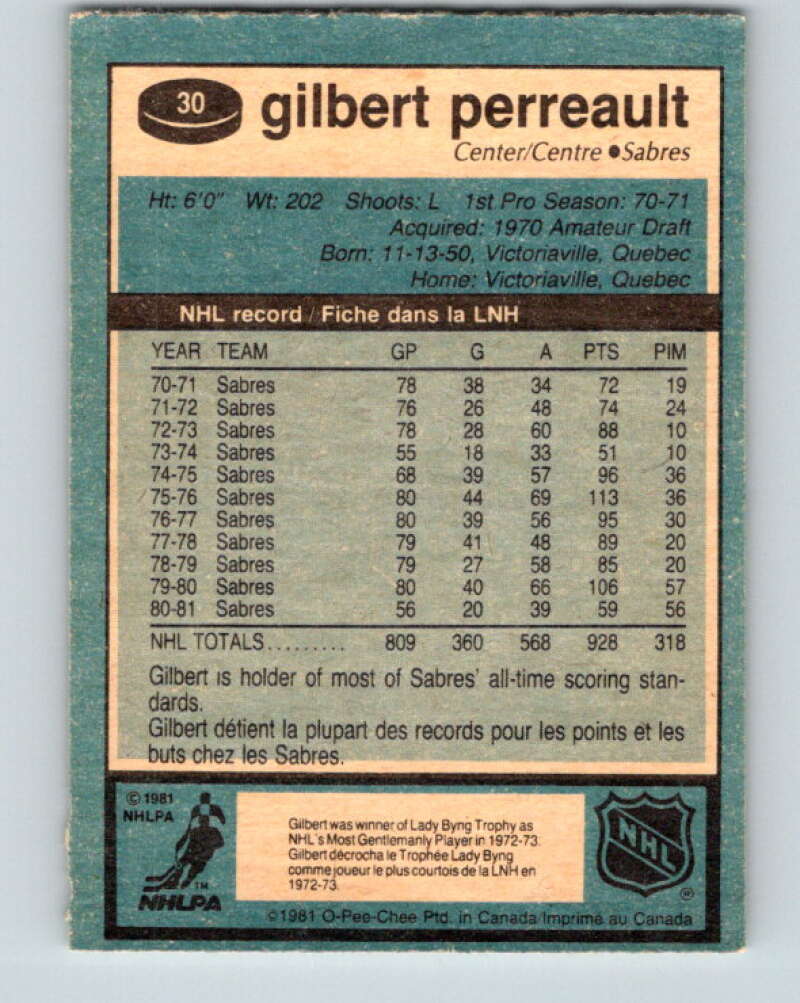 30
gilbert perreault
Center/Centre ●Sabres
Ht: 6'0" Wt: 202 Shoots: L 1st Pro Season: 70-71
Acquired: 1970 Amateur Draft
Born: 11-13-50, Victoriaville, Quebec
Home: Victoriaville, Quebec
NHL record / Fiche dans la LNH
YEAR TEAM GP G A PTS PIM
70-71 Sabres 78 38 34 72 19
71-72 Sabres 76 26 48 74 24
72-73 Sabres 78 28 60 88 10
73-74 Sabres 55 18 33 51 10
74-75 Sabres 68 39 57 96 36
75-76 Sabres 80 44 69 113 36
76-77 Sabres 80 39 56 95 30
77-78 Sabres 79 41 48 89 20
78-79 Sabres 79 27 58 85 20
79-80 Sabres 80 40 66 106 57
80-81 Sabres 56 20 39 59 56
NHL TOTALS......... 809 360 568 928 318
Gilbert is holder of most of Sabres' all-time scoring stan-
dards.
Gilbert détient la plupart des records pour les points et les
buts chez les Sabres.
© 1981
NHLPA
TM
NHLPA
Gilbert was winner of Lady Byng Trophy as
NHL's Most Gentlemanly Player in 1972-73.
Gilbert décrocha le Trophée Lady Byng
comme joueur le plus courtois de la LNH en
1972-73.
NHL
®
©1981 O-Pee-Chee Ptd. in Canada/Imprimé au Canada